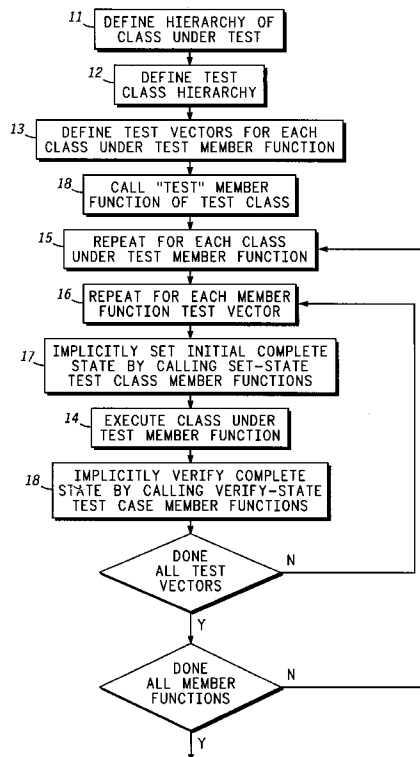 11
DEFINE HIERARCHY OF
CLASS UNDER TEST
12
DEFINE TEST
CLASS HIERARCHY
13
DEFINE TEST VECTORS FOR EACH
CLASS UNDER TEST MEMBER FUNCTION
18
CALL "TEST" MEMBER
FUNCTION OF TEST CLASS
15
REPEAT FOR EACH CLASS
UNDER TEST MEMBER FUNCTION
16
REPEAT FOR EACH MEMBER
FUNCTION TEST VECTOR
17
IMPLICITLY SET INITIAL COMPLETE
STATE BY CALLING SET-STATE
TEST CLASS MEMBER FUNCTIONS
14
EXECUTE CLASS UNDER
TEST MEMBER FUNCTION
18
IMPLICITLY VERIFY COMPLETE
STATE BY CALLING VERIFY-STATE
TEST CASE MEMBER FUNCTIONS
DONE
ALL TEST
VECTORS
N
Y
DONE
ALL MEMBER
FUNCTIONS
N
Y